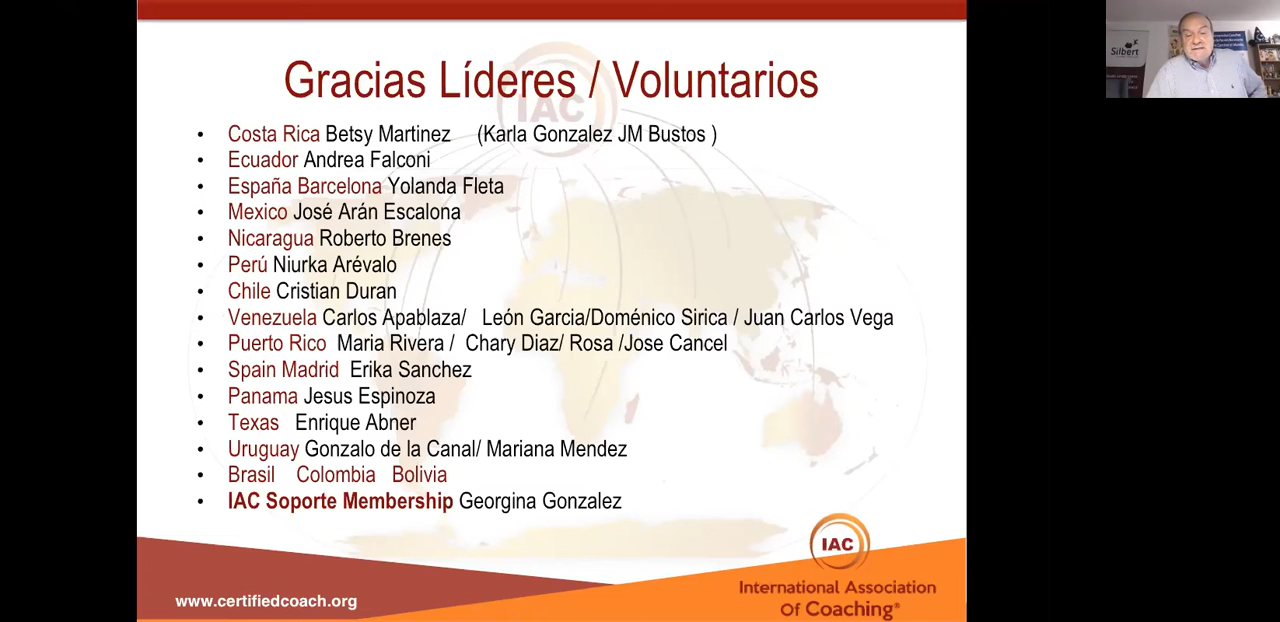 Gracias Líderes / Voluntarios
IAC
• Costa Rica Betsy Martinez (Karla Gonzalez JM Bustos )
• Ecuador Andrea Falconi
• España Barcelona Yolanda Fleta
• Mexico José Arán Escalona
• Nicaragua Roberto Brenes
• Perú Niurka Arévalo
• Chile Cristian Duran
• Venezuela Carlos Apablaza/ León Garcia/Doménico Sirica / Juan Carlos Vega
• Puerto Rico Maria Rivera / Chary Diaz/ Rosa /Jose Cancel
• Spain Madrid Erika Sanchez
• Panama Jesus Espinoza
• Texas Enrique Abner
• Uruguay Gonzalo de la Canal/ Mariana Mendez
• Brasil Colombia Bolivia
• IAC Soporte Membership Georgina Gonzalez
IAC
International Association
Of Coaching®
www.certifiedcoach.org
Silbert